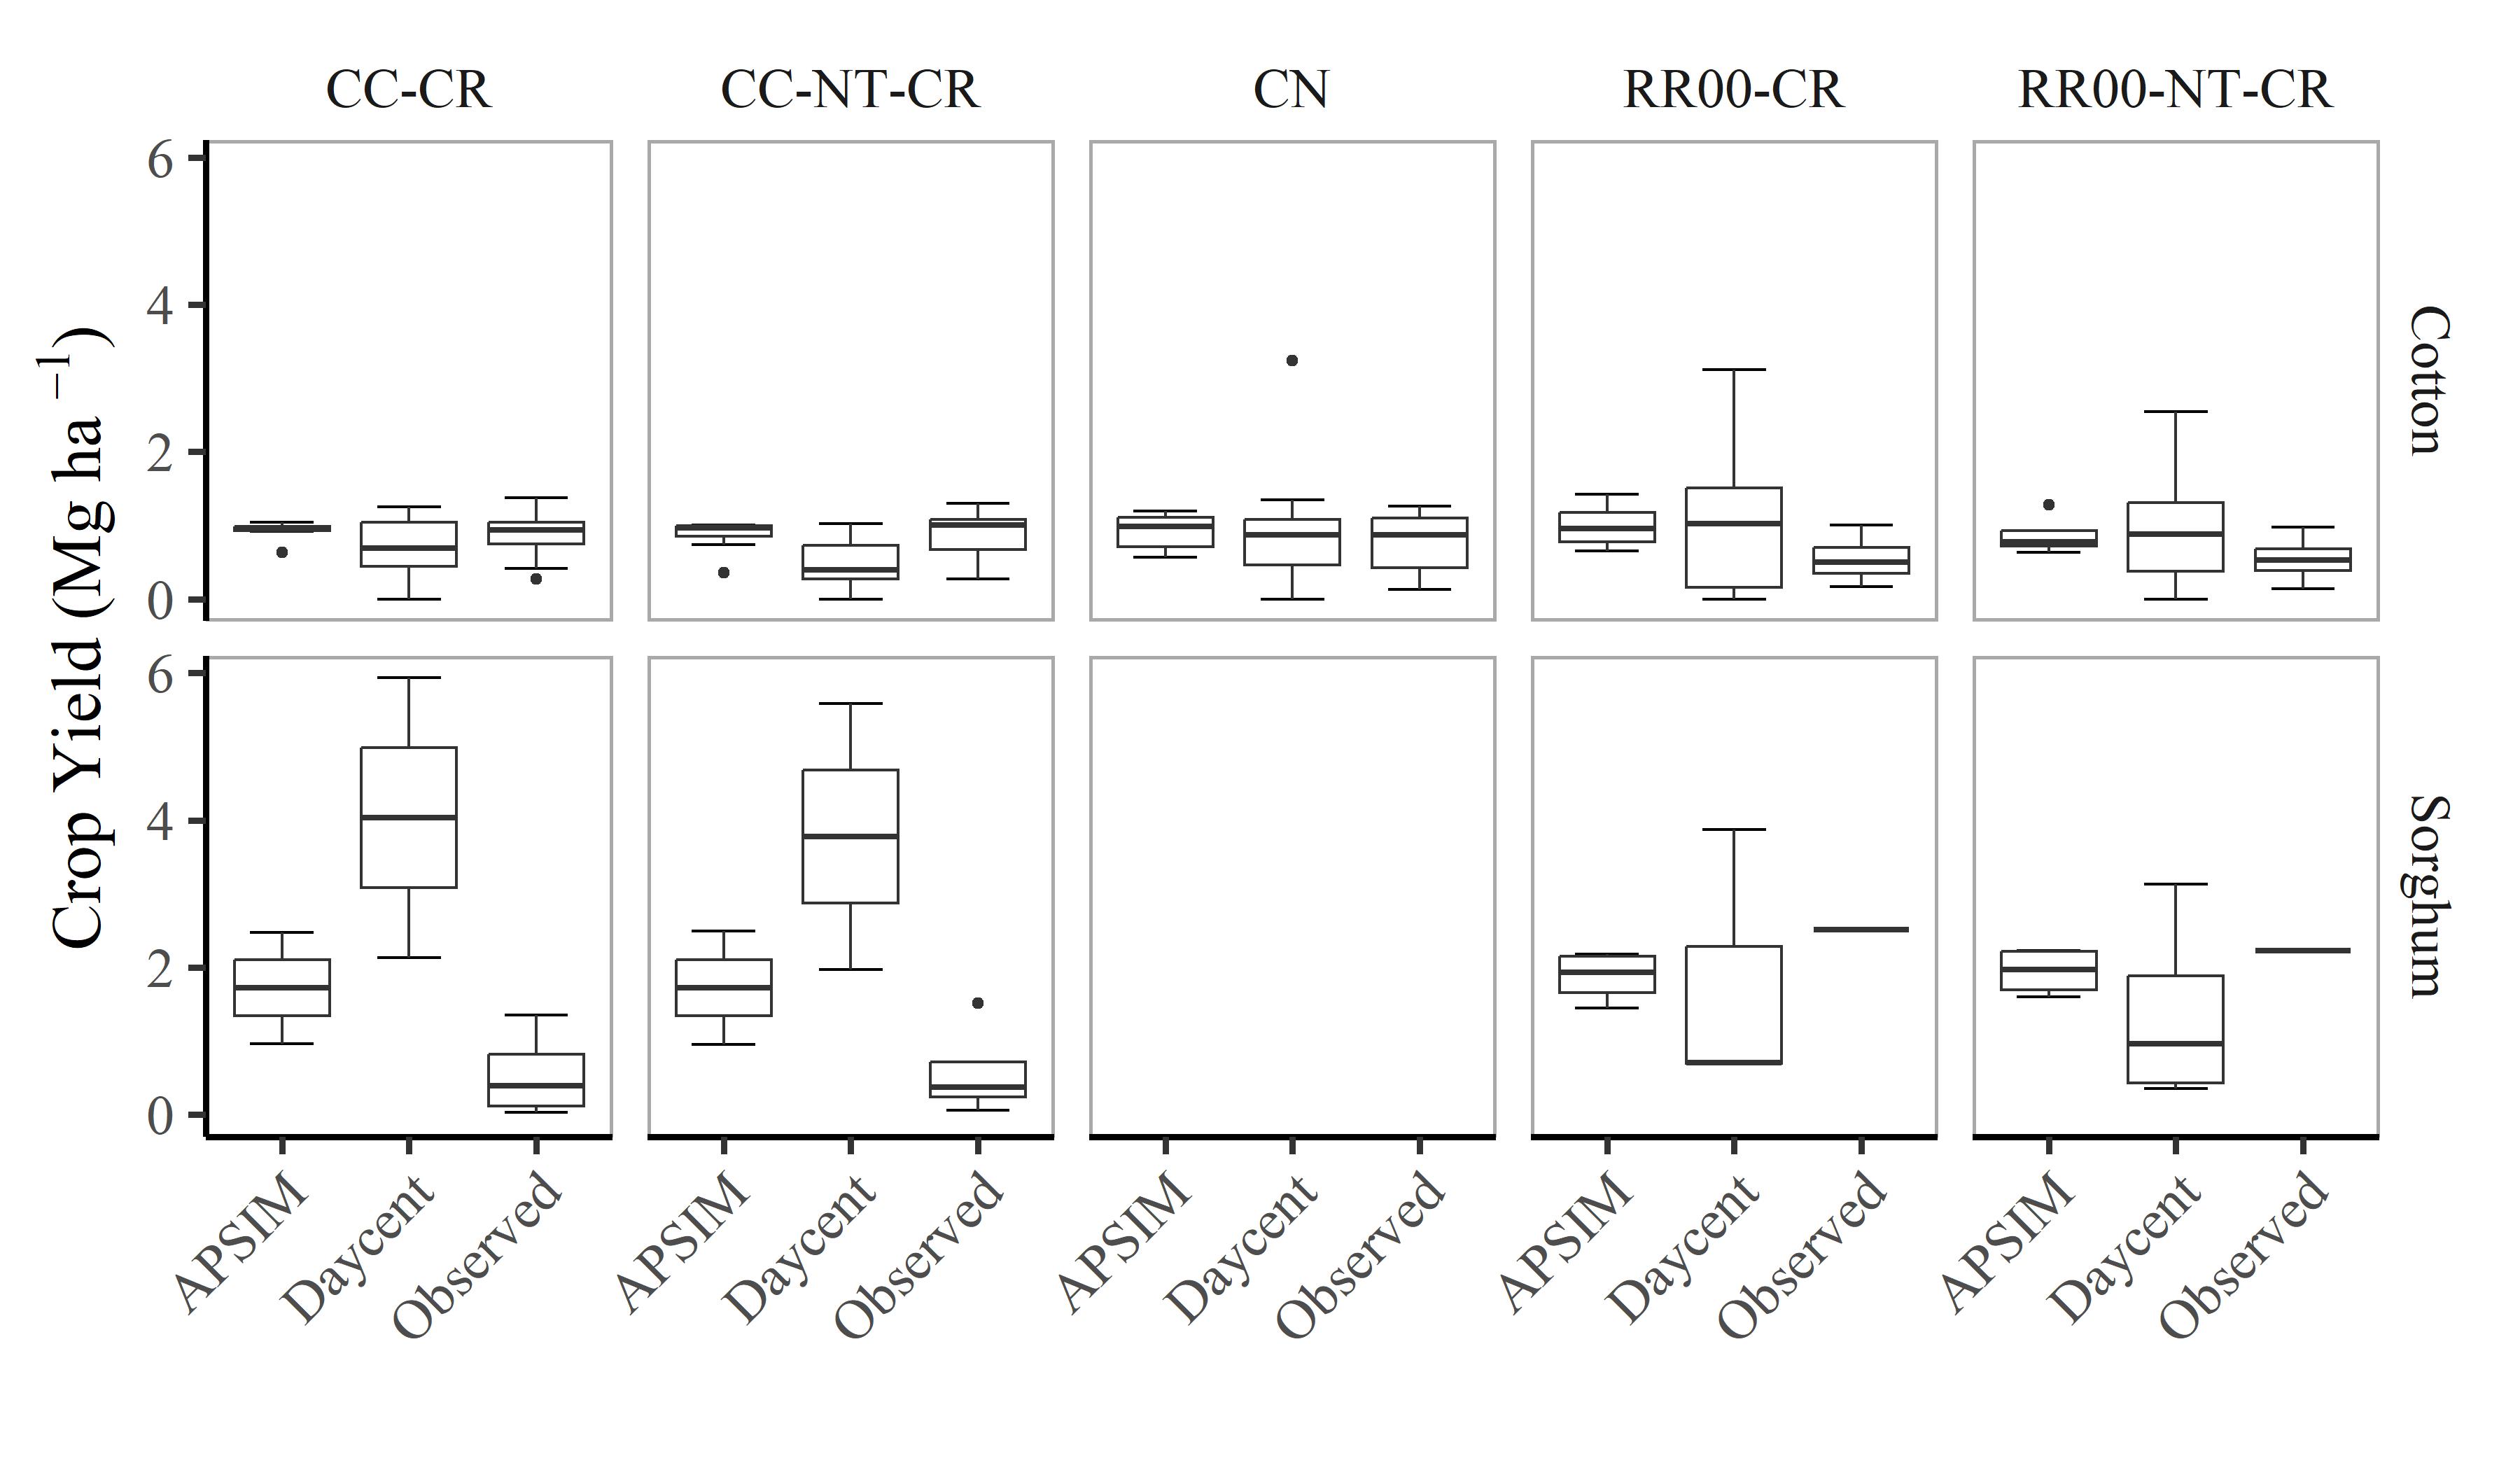 CC-CR CC-NT-CR CN RR00-CR RR00-NT-CR
Crop Yield (Mg ha −1)
6
4
2
0
Cotton
6
4
2
0
Sorghum
APSIM Daycent Observed APSIM Daycent Observed APSIM Daycent Observed APSIM Daycent Observed APSIM Daycent Observed